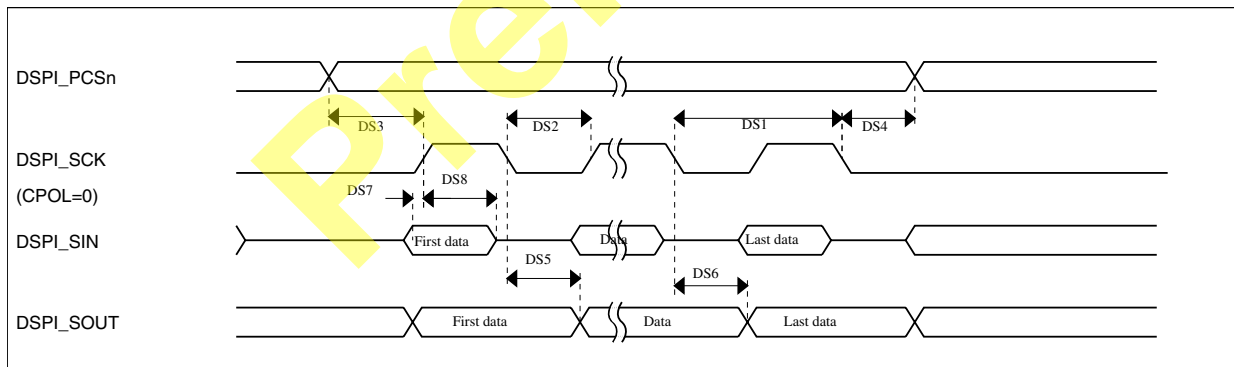 Pre
DSPI_PCSn
DS3
DS2
DS1
DS4
DSPI_SCK
(CPOL=0)
DS7
DS8
DSPI_SIN
First data
Data
Last data
DS5
DS6
DSPI_SOUT
First data
Data
Last data